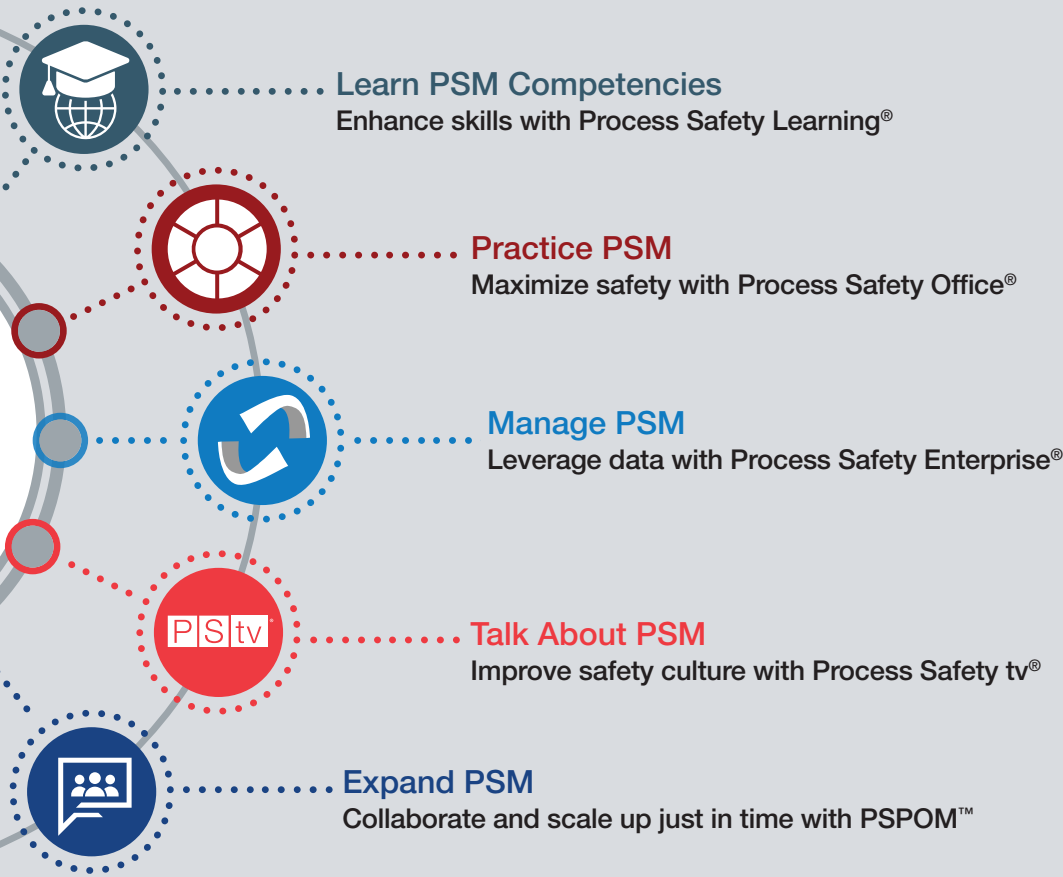 Learn PSM Competencies
Enhance skills with Process Safety Learning®
Practice PSM
Maximize safety with Process Safety Office®
Manage PSM
Leverage data with Process Safety Enterprise®
PStv®
Talk About PSM
Improve safety culture with Process Safety tv®
Expand PSM
Collaborate and scale up just in time with PSPOM™